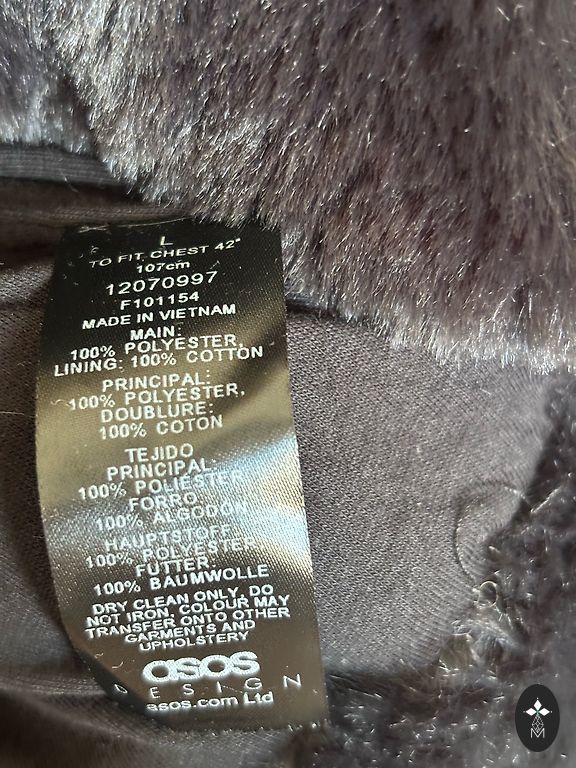 L
TO FIT, CHEST 42"
107cm
12070997
F101154
MADE IN VIETNAM
MAIN:
100% POLYESTER,
LINING: 100% COTTON
PRINCIPAL:
100% POLYESTER,
DOUBLURE:
100% COTON
TEJIDO
PRINCIPAL:
100% POLIÉSTER
FORRO:
100% ALGODÓN
HAUPTSTOFF:
100% POLYESTER
FUTTER:
100% BAUMWOLLE
DRY CLEAN ONLY, DO
NOT IRON, COLOUR MAY
TRANSFER ONTO OTHER
GARMENTS AND
UPHOLSTERY
asos
DESIGN
asos.com Ltd
M